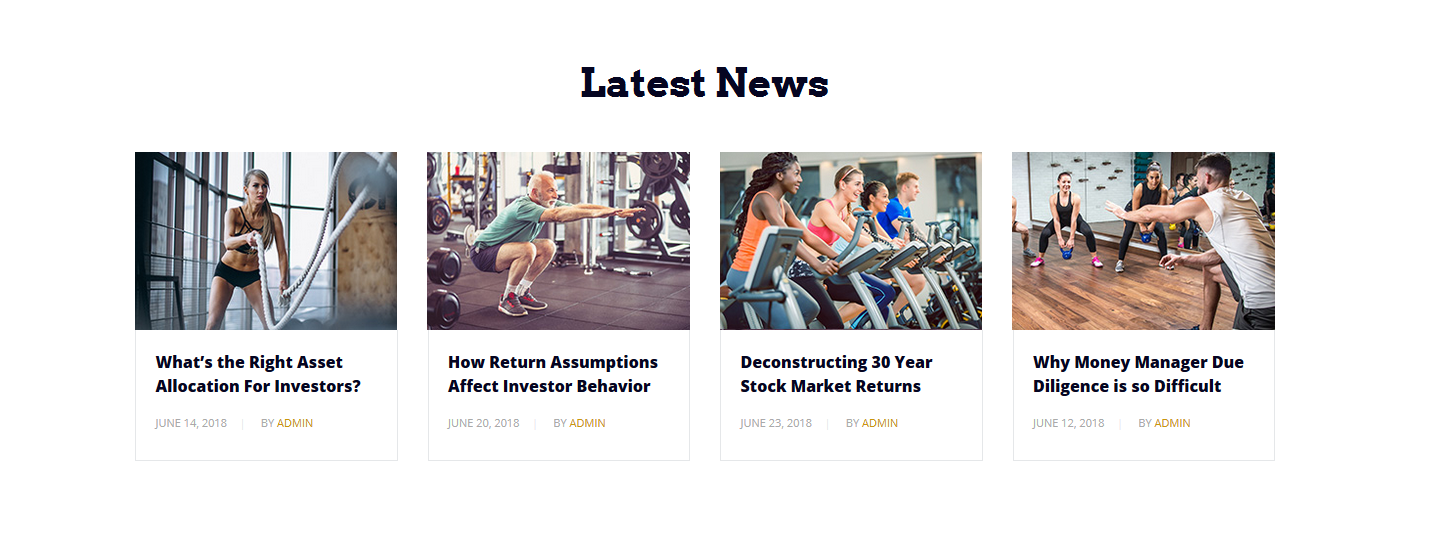 Latest News
What’s the Right Asset
Allocation For Investors?
JUNE 14, 2018 | BY ADMIN
How Return Assumptions
Affect Investor Behavior
JUNE 20, 2018 | BY ADMIN
Deconstructing 30 Year
Stock Market Returns
JUNE 23, 2018 | BY ADMIN
Why Money Manager Due
Diligence is so Difficult
JUNE 12, 2018 | BY ADMIN